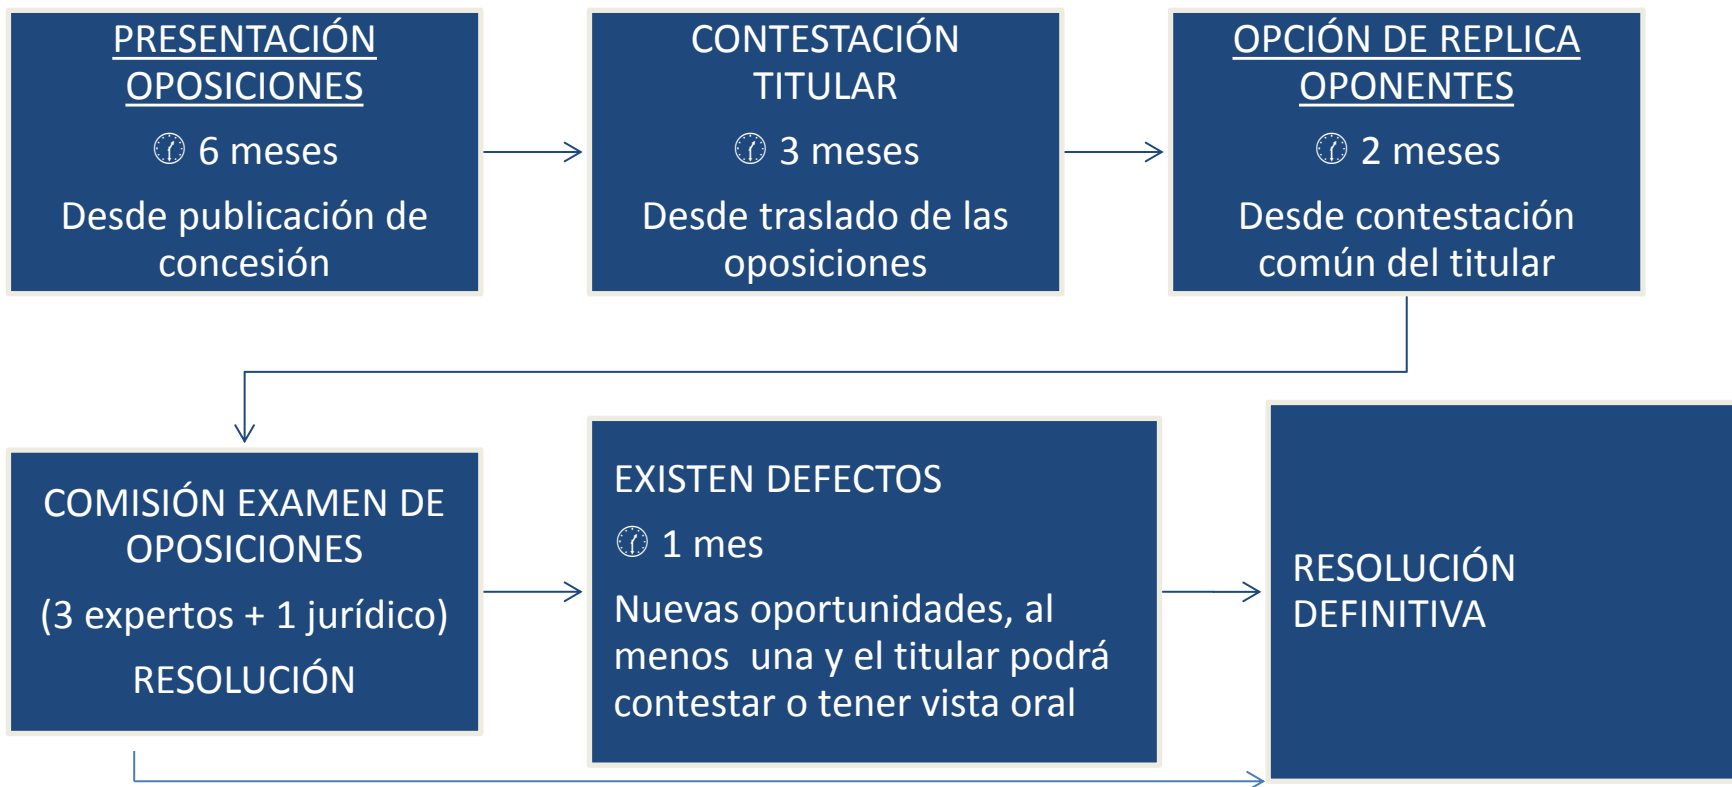 PRESENTACIÓN
OPOSICIONES
🕜 6 meses
Desde publicación de
concesión
CONTESTACIÓN
TITULAR
🕜 3 meses
Desde traslado de las
oposiciones
OPCIÓN DE REPLICA
OPONENTES
🕜 2 meses
Desde contestación
común del titular
COMISIÓN EXAMEN DE
OPOSICIONES
(3 expertos + 1 jurídico)
RESOLUCIÓN
EXISTEN DEFECTOS
🕜 1 mes
Nuevas oportunidades, al
menos una y el titular podrá
contestar o tener vista oral
RESOLUCIÓN
DEFINITIVA